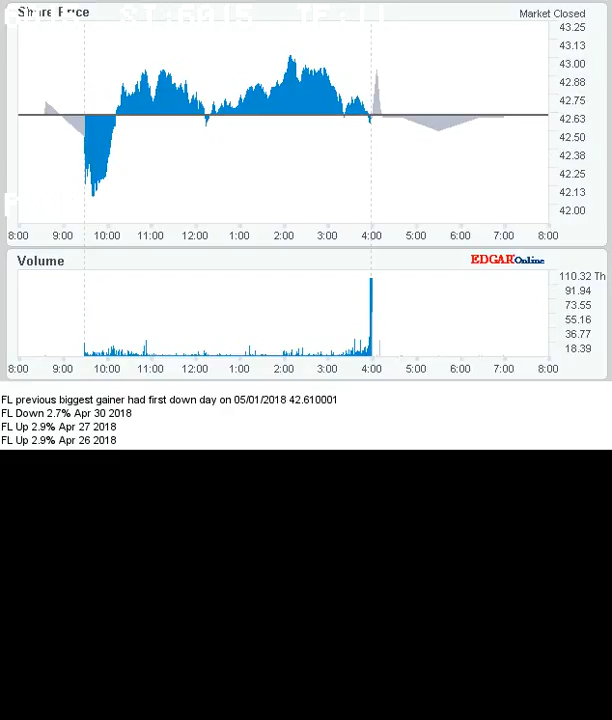 Share Price
Market Closed
43.25
43.13
43.00
42.88
42.75
42.63
42.50
42.38
42.25
42.13
42.00
8:00 9:00 10:00 11:00 12:00 1:00 2:00 3:00 4:00 5:00 6:00 7:00 8:00
Volume
EDGAR Online
110.32 Th
91.94
73.55
55.16
36.77
18.39
8:00 9:00 10:00 11:00 12:00 1:00 2:00 3:00 4:00 5:00 6:00 7:00 8:00
FL previous biggest gainer had first down day on 05/01/2018 42.610001
FL Down 2.7% Apr 30 2018
FL Up 2.9% Apr 27 2018
FL Up 2.9% Apr 26 2018